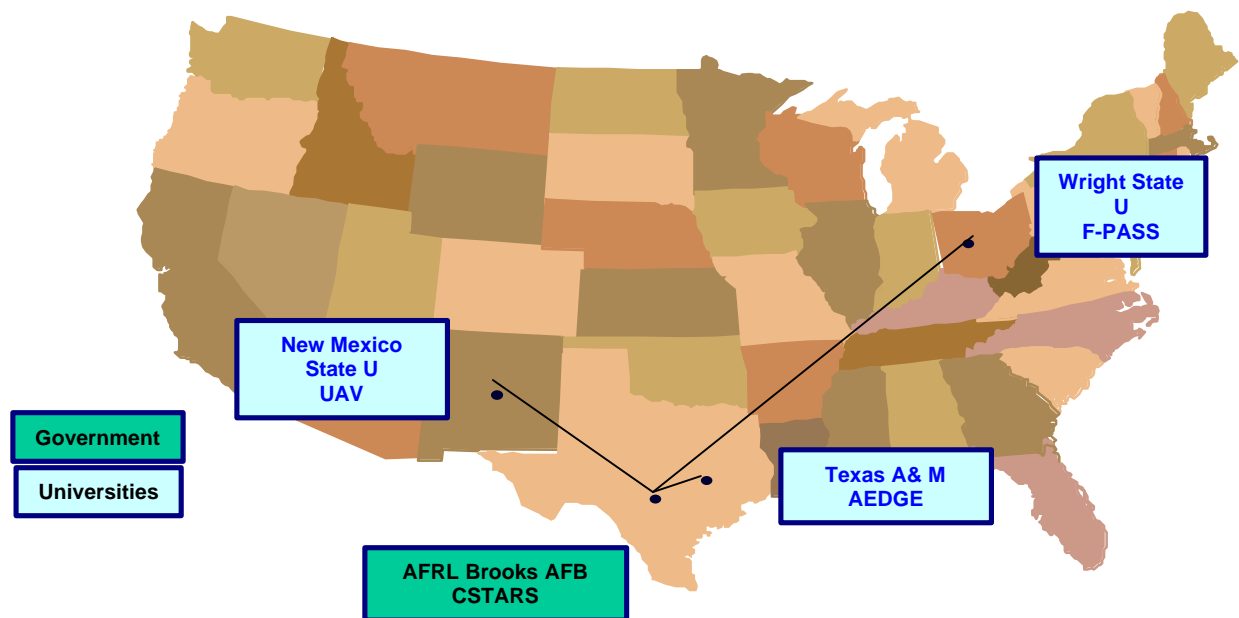 Wright State
U
F-PASS
New Mexico
State U
UAV
Government
Universities
Texas A& M
AEDGE
AFRL Brooks AFB
CSTARS